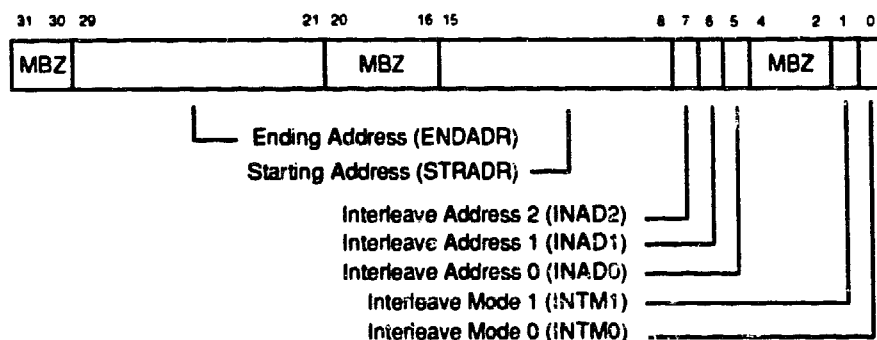 31 30 29 21 20 16 15 8 7 6 5 4 2 1 0
MBZ MBZ MBZ
Ending Address (ENDADR)
Starting Address (STRADR)
Interleave Address 2 (INAD2)
Interleave Address 1 (INAD1)
Interleave Address 0 (INAD0)
Interleave Mode 1 (INTM1)
Interleave Mode 0 (INTM0)